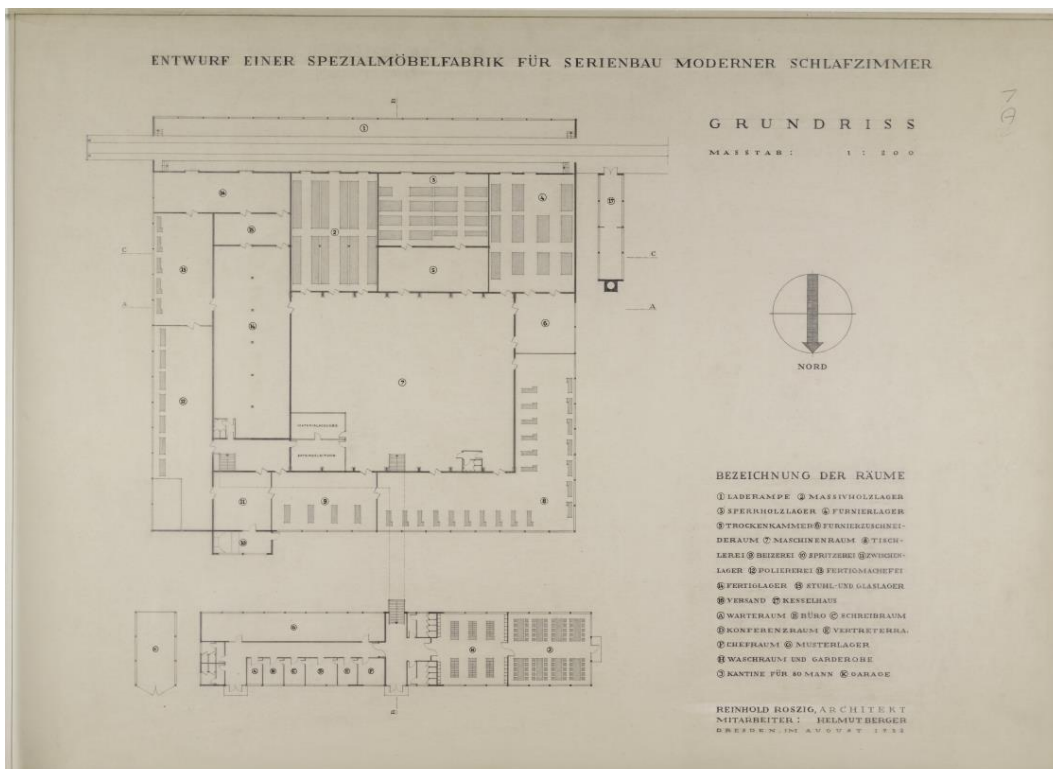 ENTWURF EINER SPEZIALMÖBELFABRIK FÜR SERIENBAU MODERNER SCHLAFZIMMER
GRUNDRISS
MASSTAB: 1:200
NORD
C
C
A
A
BEZEICHNUNG DER RÄUME
① LADERAMPE ② MASSIVHOLZLAGER
③ SPERRHOLZLAGER ④ FURNIERLAGER
⑤ TROCKENKAMMER ⑥ FURNIERZUSCHNEI-
DERAUM ⑦ MASCHINENRAUM ⑧ TISCH-
LEREI ⑨ BEIZEREI ⑩ SPRITZEREI ⑪ ZWISCHEN-
LAGER ⑫ POLIEREREI ⑬ FERTIGMACHEREI
⑭ FERTIGLAGER ⑮ STUHL-UND GLASLAGER
⑯ VERSAND ⑰ KESSELHAUS
Ⓐ WARTERAUM Ⓑ BÜRO Ⓒ SCHREIBRAUM
Ⓓ KONFERENZRAUM Ⓔ VERTRETERRA.
Ⓕ CHEFRAUM Ⓖ MUSTERLAGER
Ⓗ WASCHRAUM UND GARDEROBE
Ⓙ KANTINE FÜR 80 MANN Ⓚ GARAGE
REINHOLD ROSZIG, ARCHITEKT
MITARBEITER: HELMUT BERGER
DRESDEN, IM AUGUST